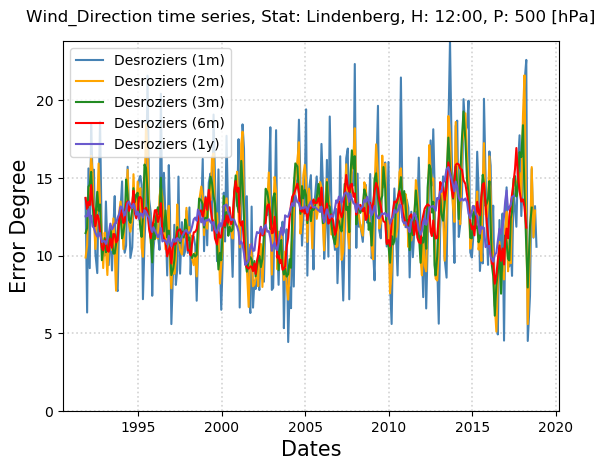 Wind_Direction time series, Stat: Lindenberg, H: 12:00, P: 500 [hPa]
Desroziers (1m)
Desroziers (2m)
Desroziers (3m)
Desroziers (6m)
Desroziers (1y)
Error Degree
20
15
10
5
0
1995
2000
2005
2010
2015
2020
Dates